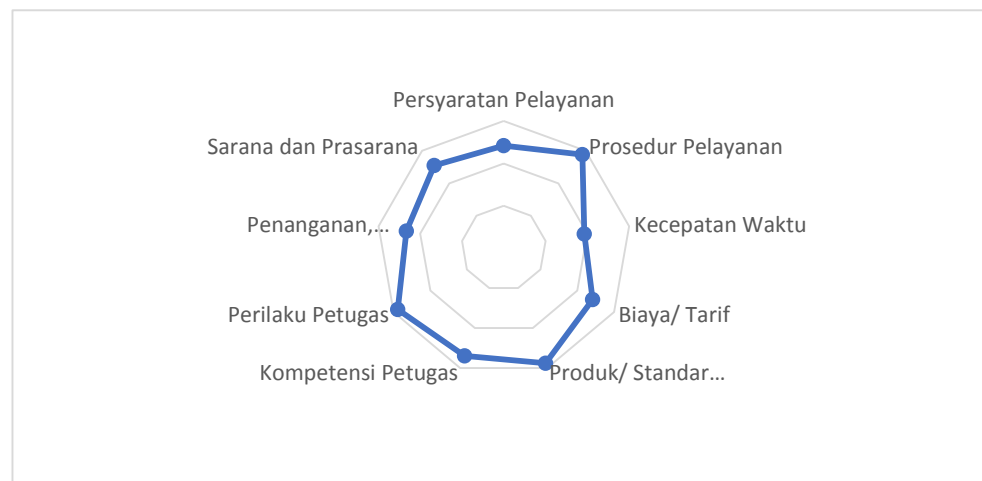 Persyaratan Pelayanan
Sarana dan Prasarana
Prosedur Pelayanan
Penanganan,...
Kecepatan Waktu
Perilaku Petugas
Biaya/ Tarif
Kompetensi Petugas
Produk/ Standar...